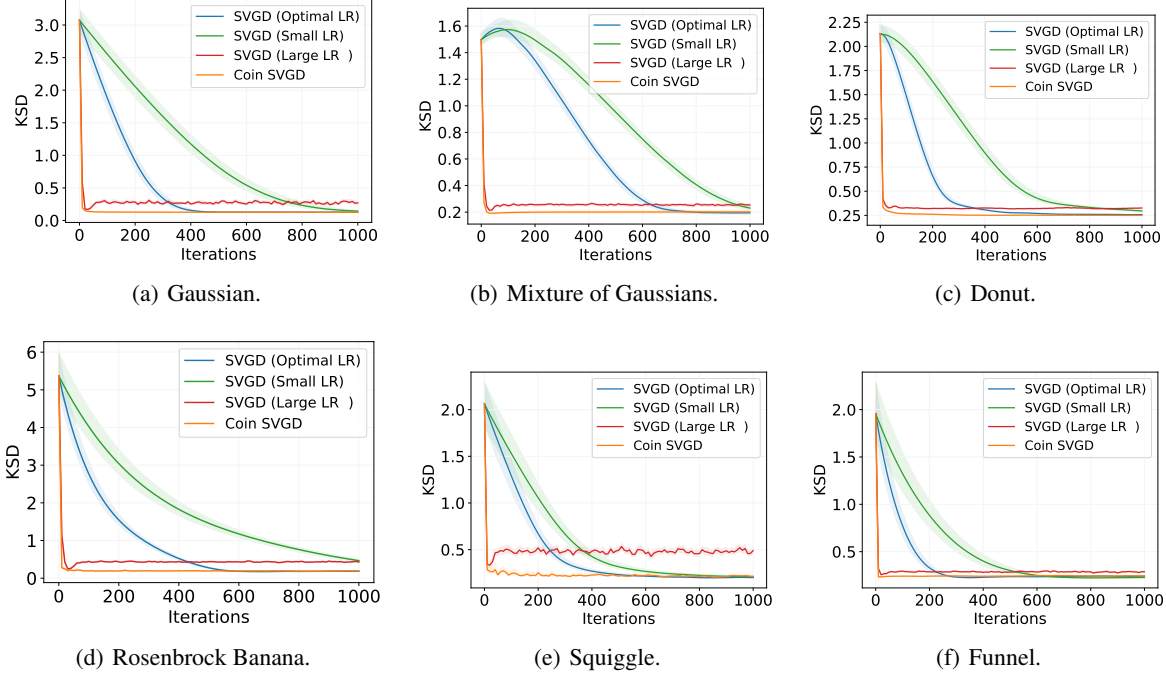 KSD
3.0
2.5
2.0
1.5
1.0
0.5
0.0
SVGD (Optimal LR)
SVGD (Small LR)
SVGD (Large LR )
Coin SVGD
0 200 400 600 800 1000
Iterations
(a) Gaussian.
KSD
1.6
1.4
1.2
1.0
0.8
0.6
0.4
0.2
SVGD (Optimal LR)
SVGD (Small LR)
SVGD (Large LR )
Coin SVGD
0 200 400 600 800 1000
Iterations
(b) Mixture of Gaussians.
KSD
2.25
2.00
1.75
1.50
1.25
1.00
0.75
0.50
0.25
SVGD (Optimal LR)
SVGD (Small LR)
SVGD (Large LR )
Coin SVGD
0 200 400 600 800 1000
Iterations
(c) Donut.
KSD
6
5
4
3
2
1
0
SVGD (Optimal LR)
SVGD (Small LR)
SVGD (Large LR )
Coin SVGD
0 200 400 600 800 1000
Iterations
(d) Rosenbrock Banana.
KSD
2.0
1.5
1.0
0.5
SVGD (Optimal LR)
SVGD (Small LR)
SVGD (Large LR )
Coin SVGD
0 200 400 600 800 1000
Iterations
(e) Squiggle.
KSD
2.0
1.5
1.0
0.5
SVGD (Optimal LR)
SVGD (Small LR)
SVGD (Large LR )
Coin SVGD
0 200 400 600 800 1000
Iterations
(f) Funnel.